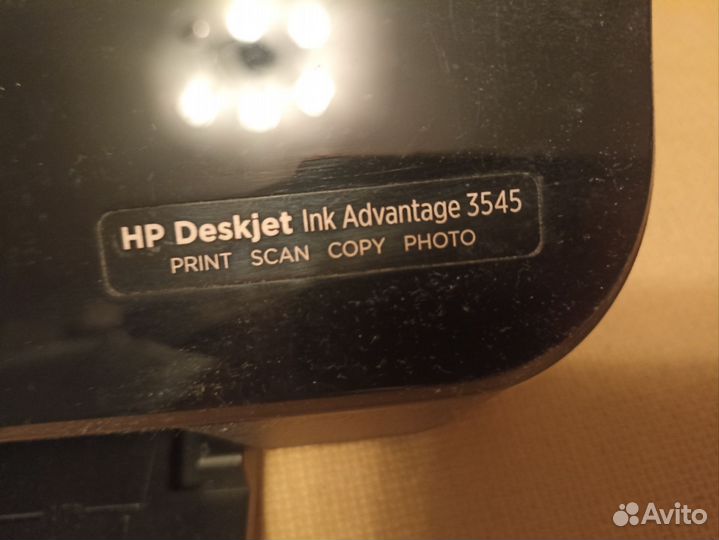 HP Deskjet Ink Advantage 3545
PRINT SCAN COPY PHOTO
Avito